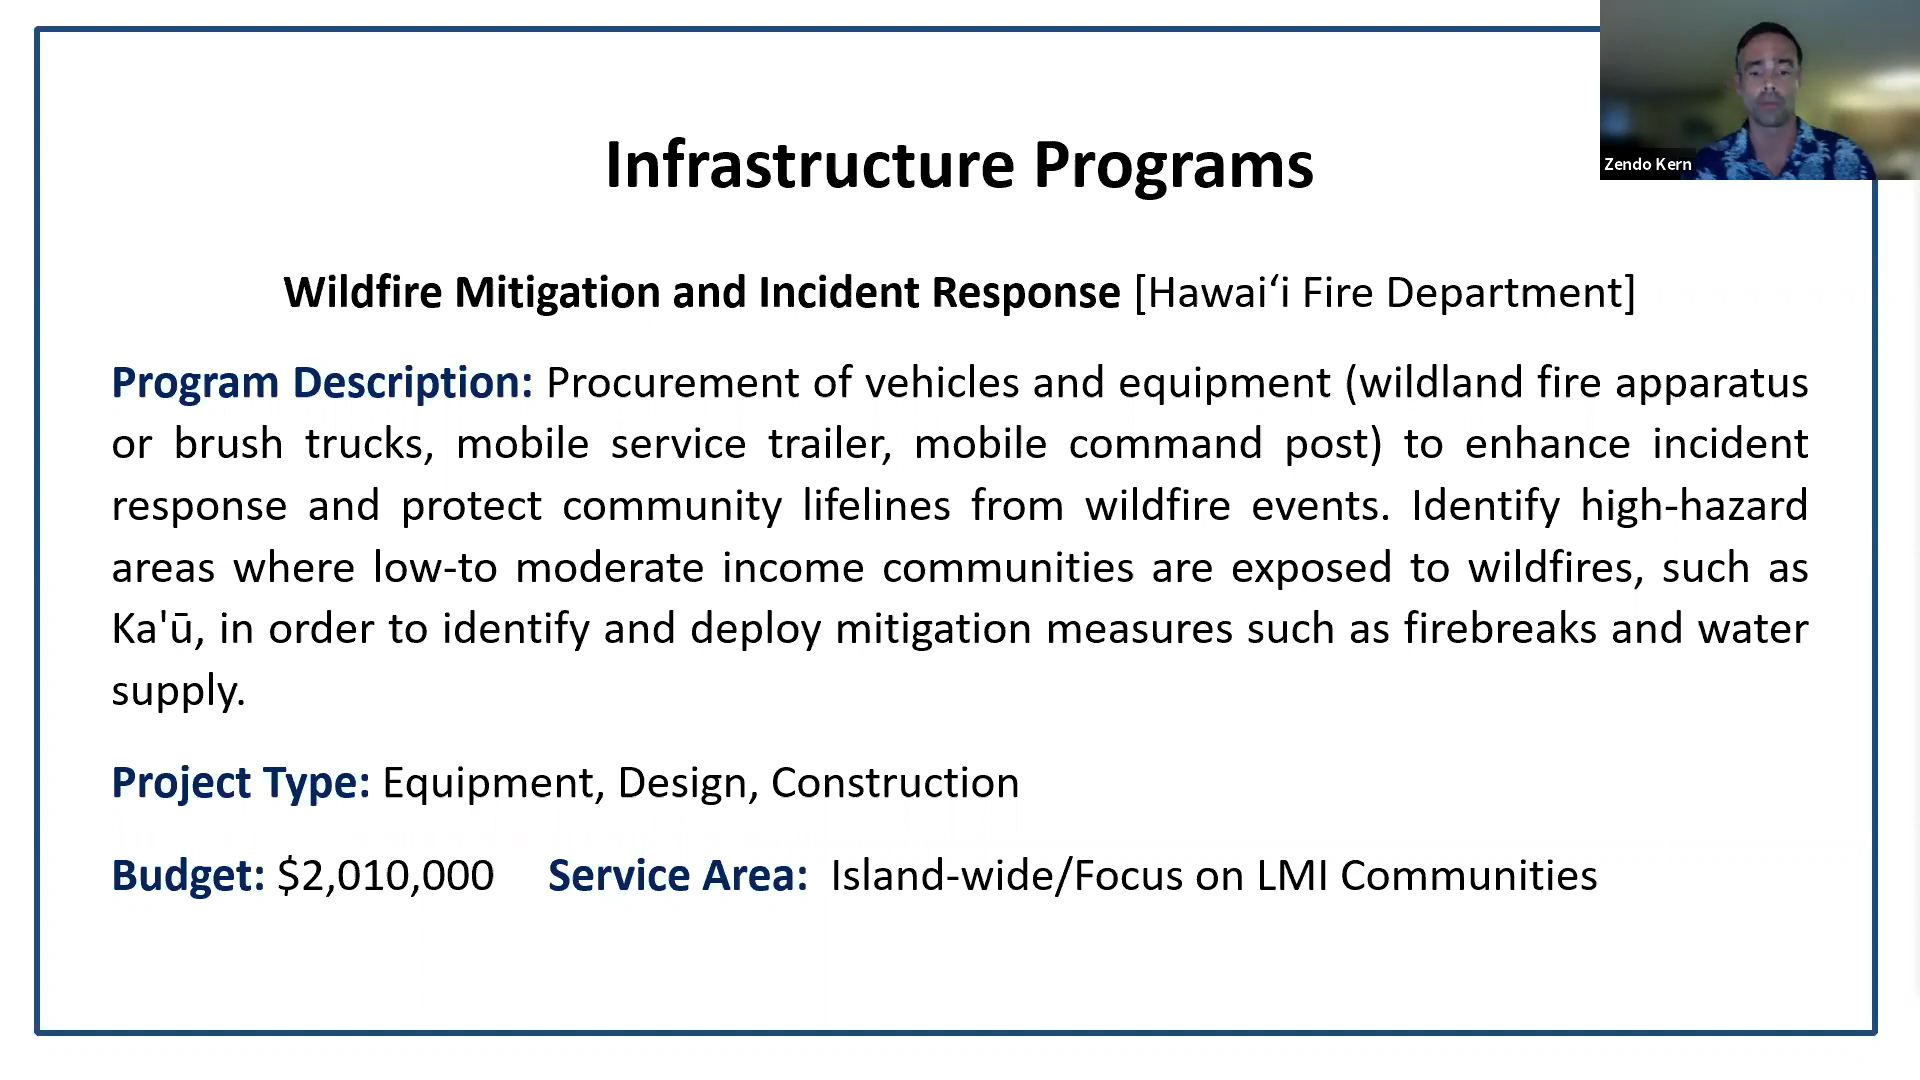 Infrastructure Programs
Zendo Kern
Wildfire Mitigation and Incident Response [Hawai‘i Fire Department]
Program Description: Procurement of vehicles and equipment (wildland fire apparatus
or brush trucks, mobile service trailer, mobile command post) to enhance incident
response and protect community lifelines from wildfire events. Identify high-hazard
areas where low-to moderate income communities are exposed to wildfires, such as
Ka'ū, in order to identify and deploy mitigation measures such as firebreaks and water
supply.
Project Type: Equipment, Design, Construction
Budget: $2,010,000 Service Area: Island-wide/Focus on LMI Communities